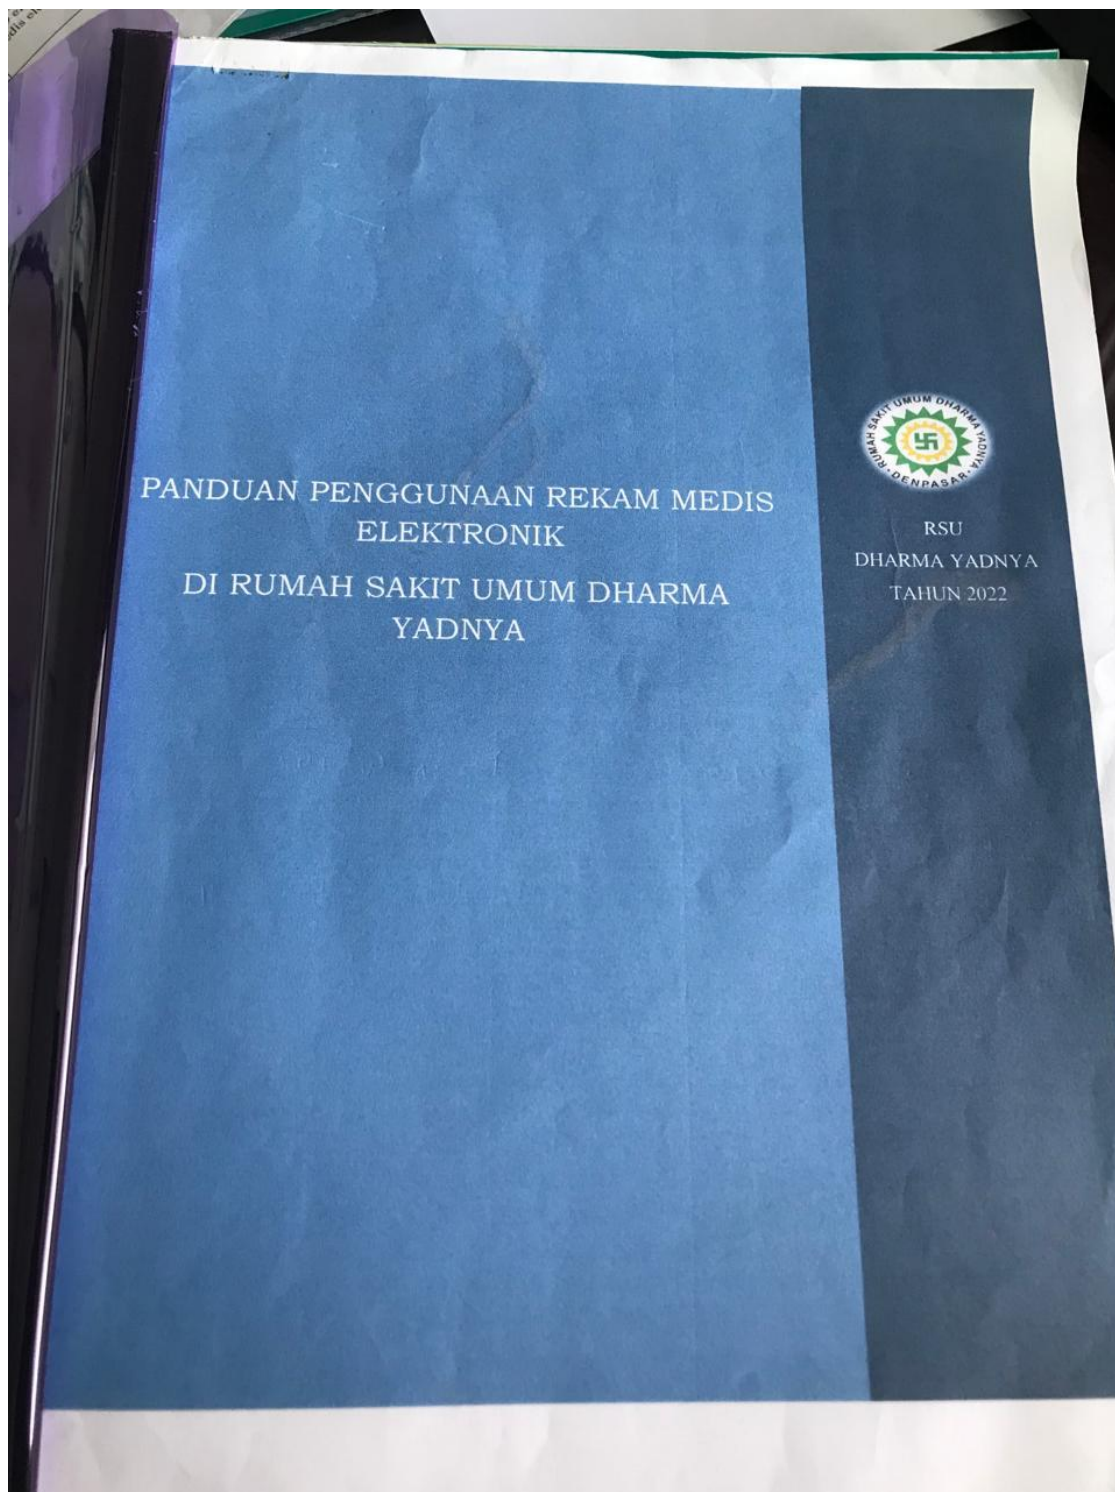 PANDUAN PENGGUNAAN REKAM MEDIS
ELEKTRONIK
DI RUMAH SAKIT UMUM DHARMA
YADNYA
RUMAH SAKIT UMUM DHARMA YADNYA
DENPASAR
RSU
DHARMA YADNYA
TAHUN 2022